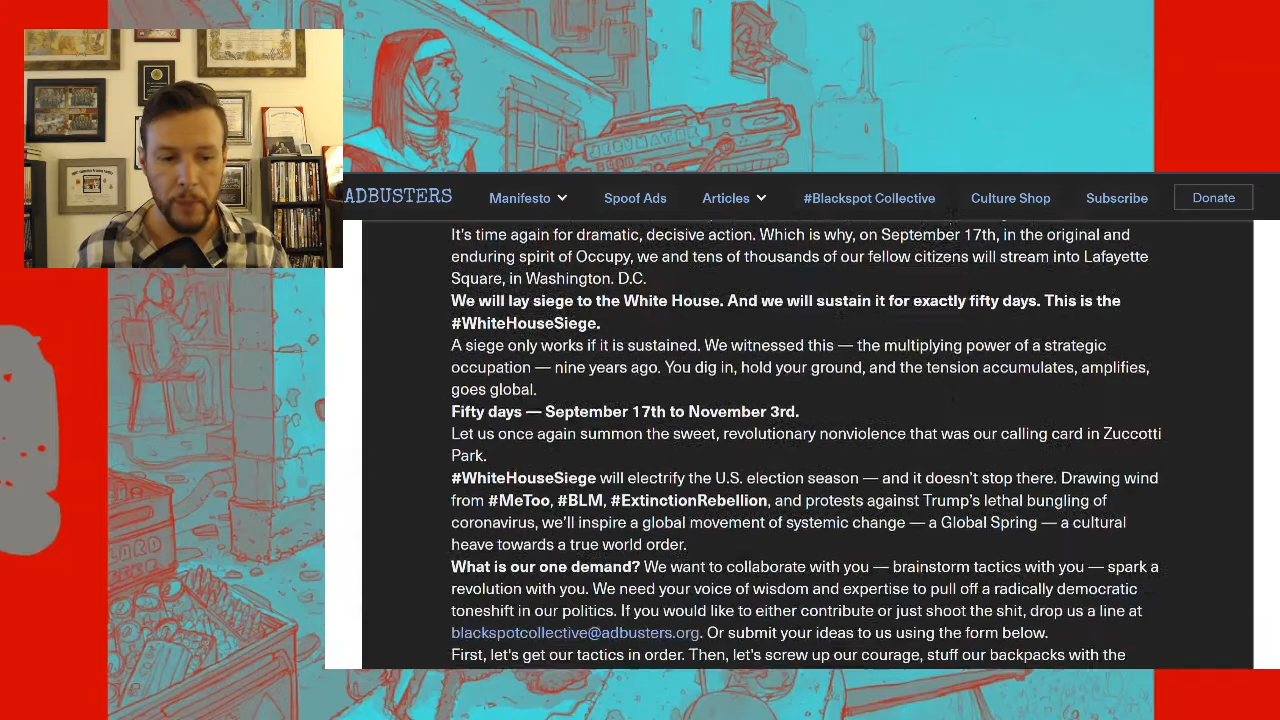 ADBUSTERS
Manifesto
Spoof Ads
Articles
#Blackspot Collective
Culture Shop
Subscribe
Donate
It's time again for dramatic, decisive action. Which is why, on September 17th, in the original and
enduring spirit of Occupy, we and tens of thousands of our fellow citizens will stream into Lafayette
Square, in Washington. D.C.
We will lay siege to the White House. And we will sustain it for exactly fifty days. This is the
#WhiteHouseSiege.
A siege only works if it is sustained. We witnessed this — the multiplying power of a strategic
occupation — nine years ago. You dig in, hold your ground, and the tension accumulates, amplifies,
goes global.
Fifty days — September 17th to November 3rd.
Let us once again summon the sweet, revolutionary nonviolence that was our calling card in Zuccotti
Park.
#WhiteHouseSiege will electrify the U.S. election season — and it doesn't stop there. Drawing wind
from #MeToo, #BLM, #ExtinctionRebellion, and protests against Trump's lethal bungling of
coronavirus, we'll inspire a global movement of systemic change — a Global Spring — a cultural
heave towards a true world order.
What is our one demand? We want to collaborate with you — brainstorm tactics with you — spark a
revolution with you. We need your voice of wisdom and expertise to pull off a radically democratic
toneshift in our politics. If you would like to either contribute or just shoot the shit, drop us a line at
blackspotcollective@adbusters.org. Or submit your ideas to us using the form below.
First, let's get our tactics in order. Then, let's screw up our courage, stuff our backpacks with the